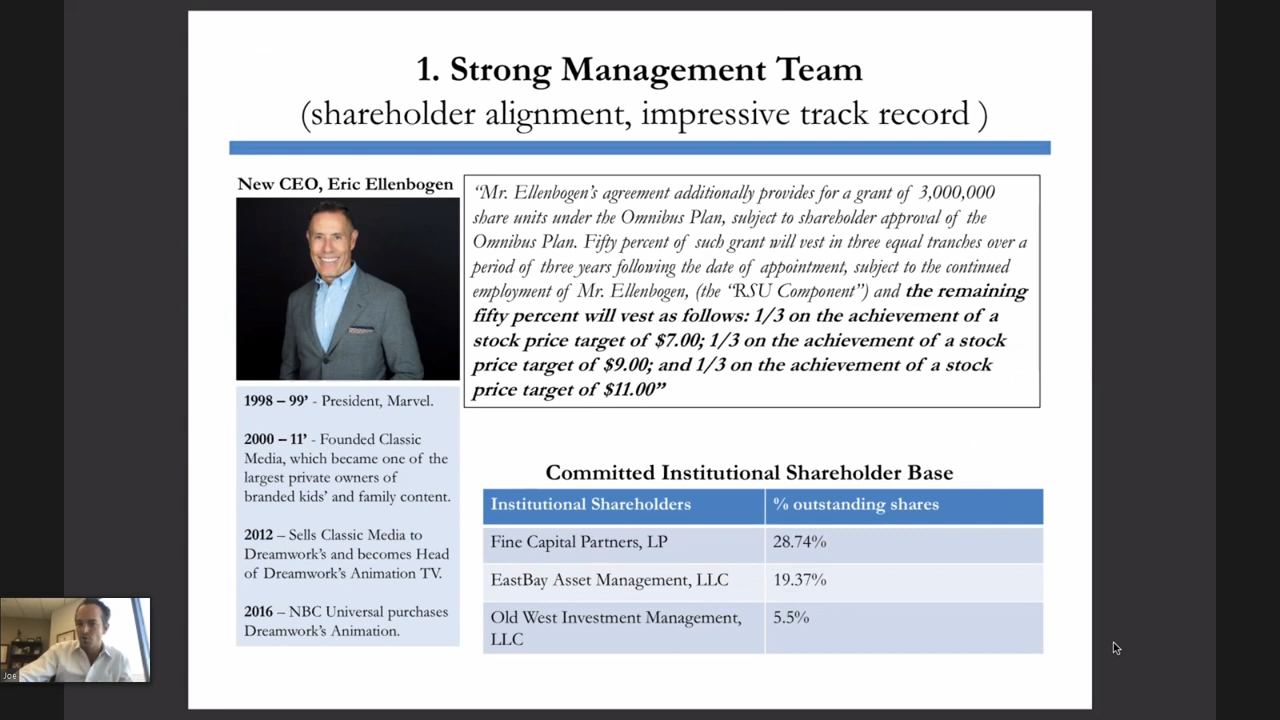 1. Strong Management Team
(shareholder alignment, impressive track record )
New CEO, Eric Ellenbogen
“Mr. Ellenbogen’s agreement additionally provides for a grant of 3,000,000
share units under the Omnibus Plan, subject to shareholder approval of the
Omnibus Plan. Fifty percent of such grant will vest in three equal tranches over a
period of three years following the date of appointment, subject to the continued
employment of Mr. Ellenbogen, (the “RSU Component”) and the remaining
fifty percent will vest as follows: 1/3 on the achievement of a
stock price target of $7.00; 1/3 on the achievement of a stock
price target of $9.00; and 1/3 on the achievement of a stock
price target of $11.00”
1998 – 99’ - President, Marvel.
2000 – 11’ - Founded Classic
Media, which became one of the
largest private owners of
branded kids’ and family content.
2012 – Sells Classic Media to
Dreamwork’s and becomes Head
of Dreamwork’s Animation TV.
2016 – NBC Universal purchases
Dreamwork’s Animation.
Committed Institutional Shareholder Base
Institutional Shareholders % outstanding shares
Fine Capital Partners, LP 28.74%
EastBay Asset Management, LLC 19.37%
Old West Investment Management, 5.5%
LLC
Joe